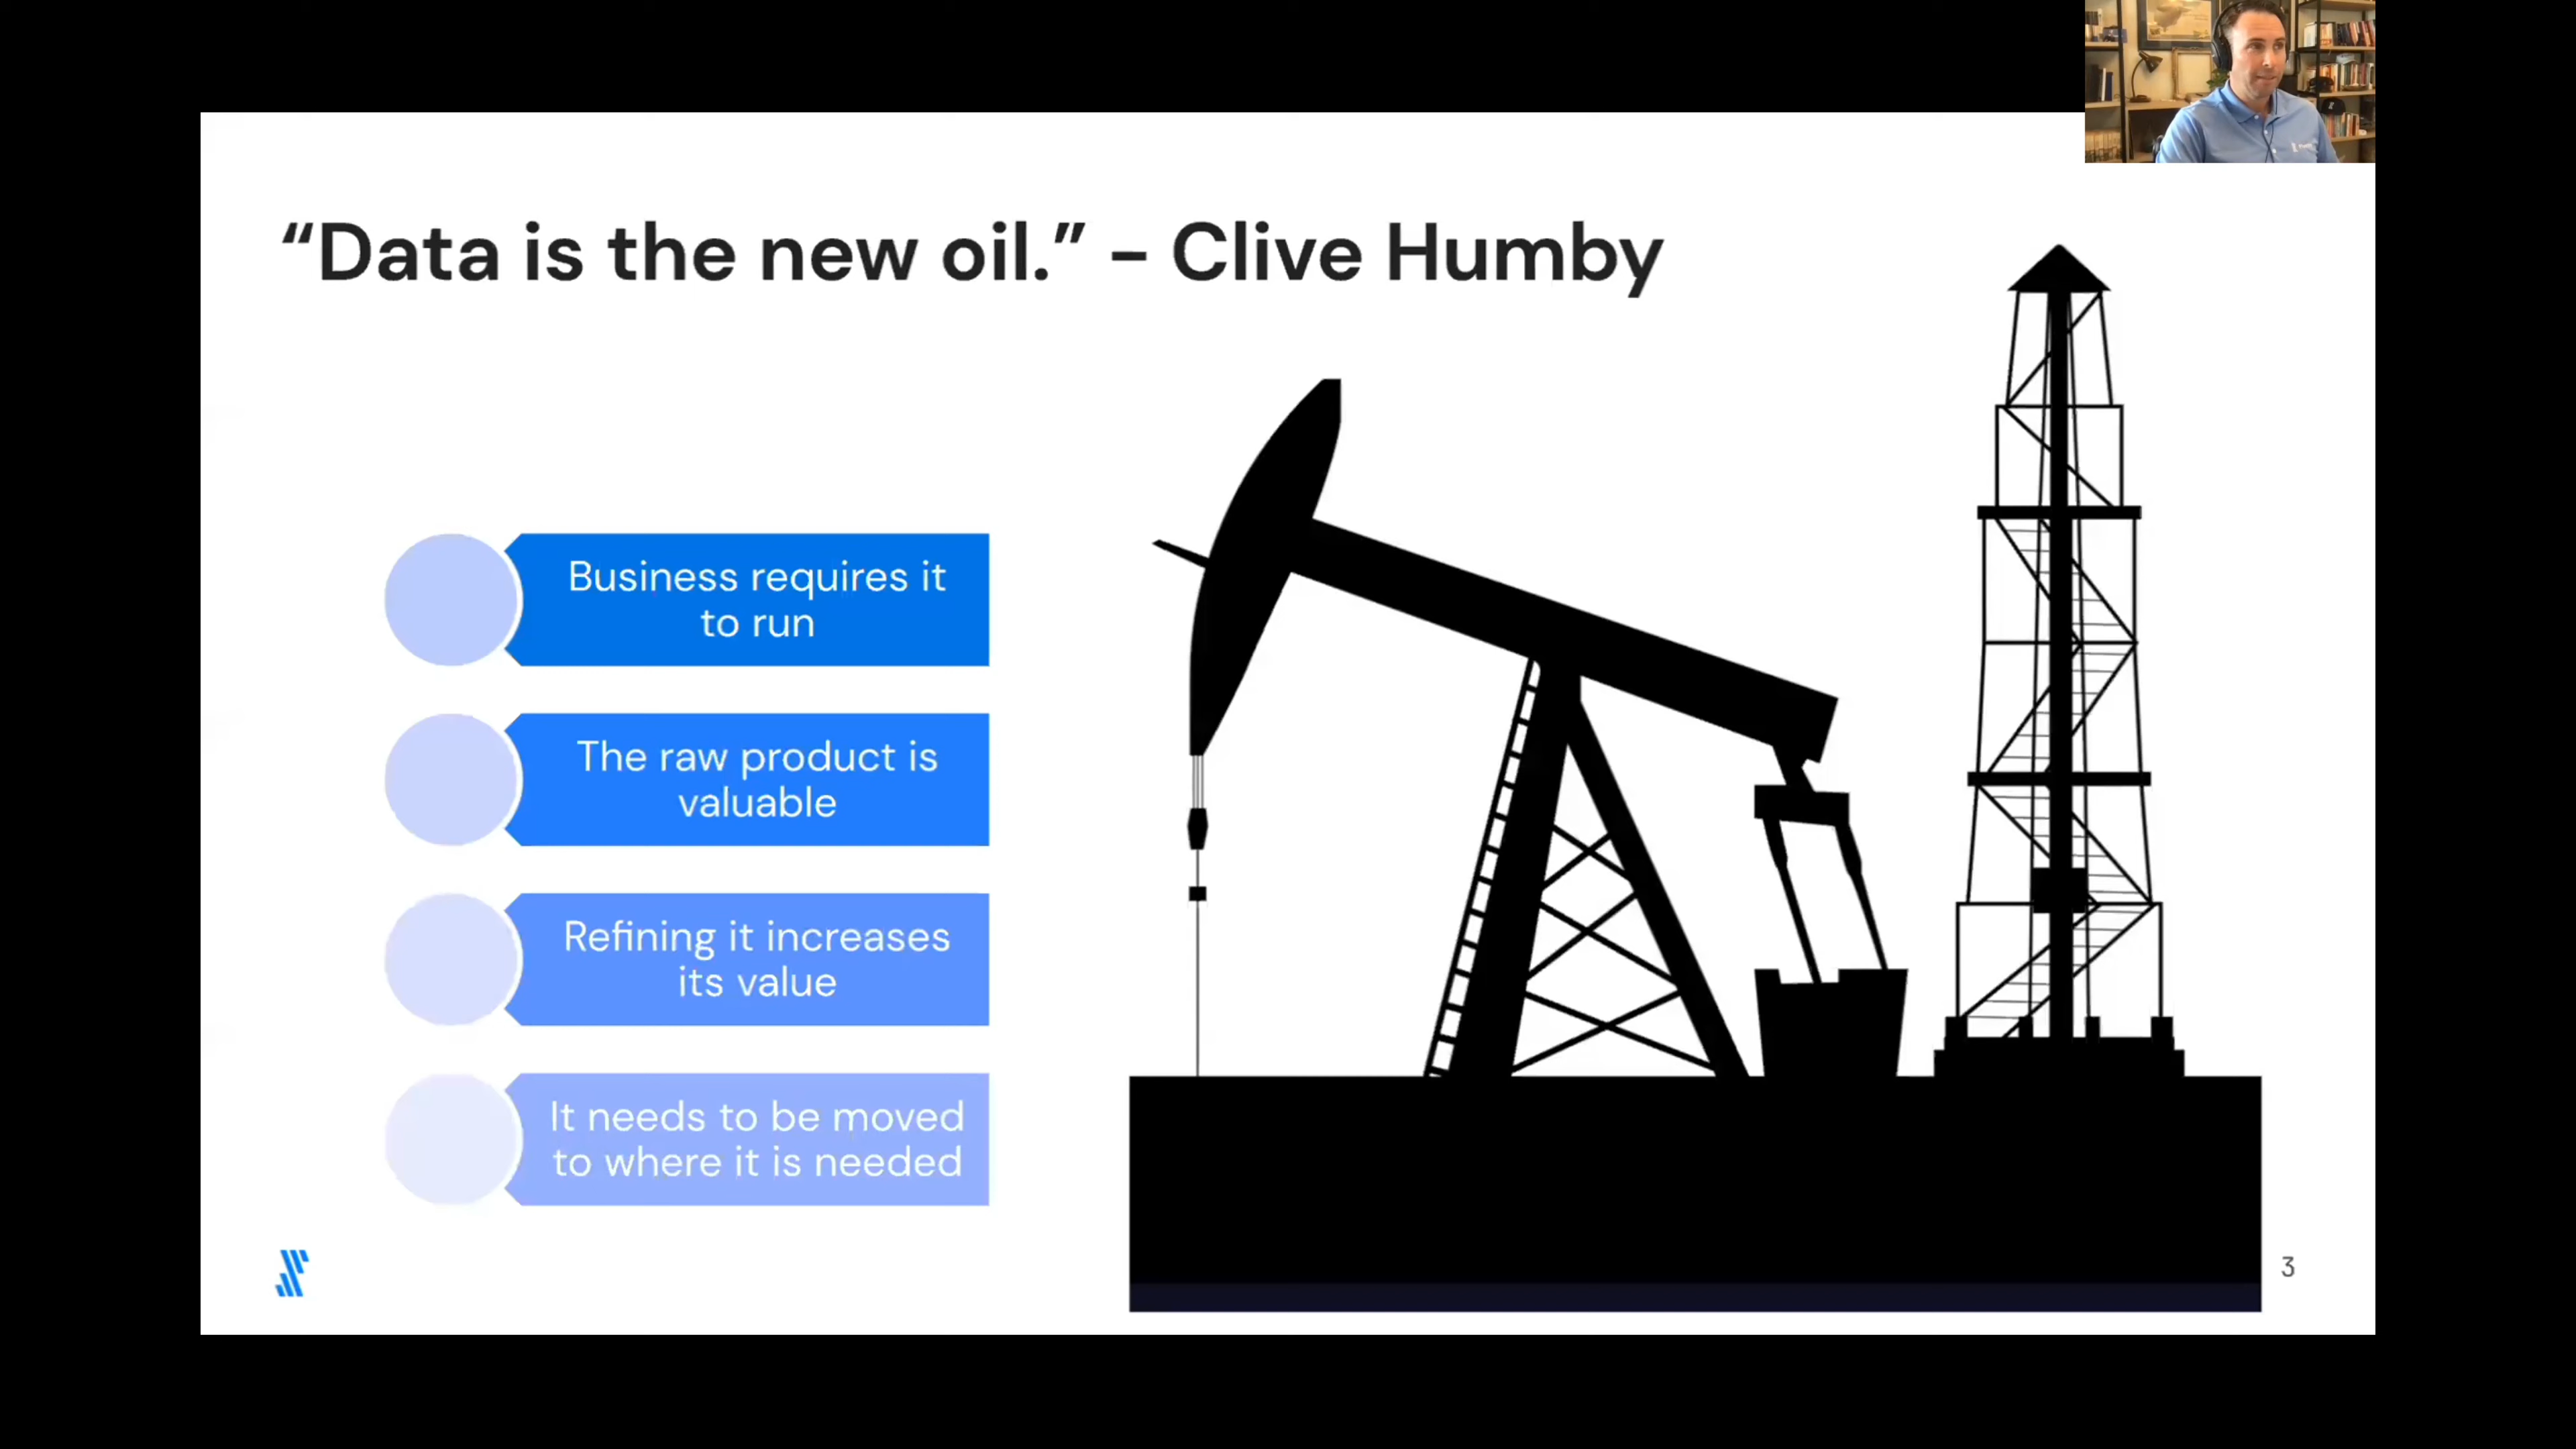 “Data is the new oil.” - Clive Humby
Business requires it
to run
The raw product is
valuable
Refining it increases
its value
It needs to be moved
to where it is needed
3